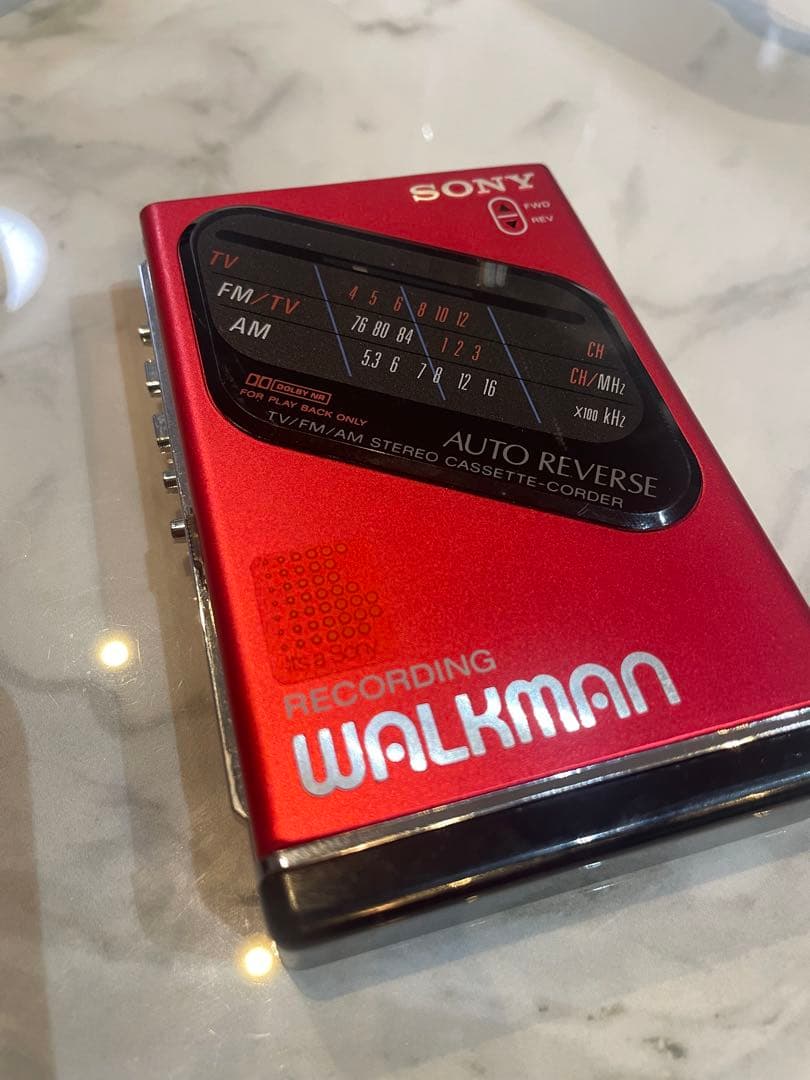 SONY
FWD
REV
TV 4 5 6 8 10 12 CH
FM/TV 76 80 84 1 2 3 CH/MHz
AM 5.3 6 7 8 12 16 X100 kHz
DOLBY NR
FOR PLAY BACK ONLY
AUTO REVERSE
TV/FM/AM STEREO CASSETTE-CORDER
It's a Sony
RECORDING
WALKMAN